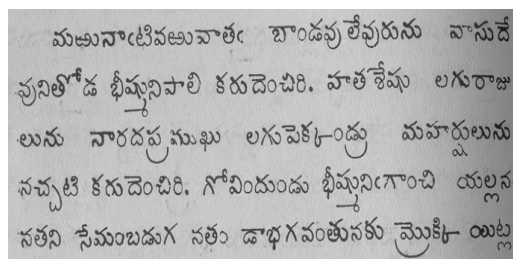 మఱునాఁటివఱువాతఁ బాండవు లేవురును వాసుదే
వునితోడ భీష్మునిపాలి కరుదెంచిరి. హతశేషు లగురాజు
లును నారదప్రముఖు లగుపెక్కండ్రు మహర్షులును
నచ్చటి కరుదెంచిరి. గోవిందుండు భీష్మునిఁగాంచి యల్లన
నతని సేమంబడుగ నతం డాభగవంతునకు మ్రొక్కి యిట్ల